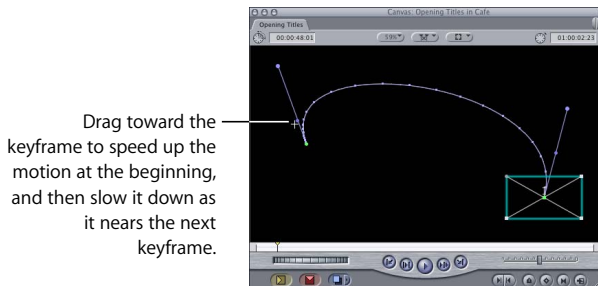 Canvas: Opening Titles in Cafe
Opening Titles
00:00:48:01
59%
01:00:02:23
Drag toward the
keyframe to speed up the
motion at the beginning,
and then slow it down as
it nears the next
keyframe.